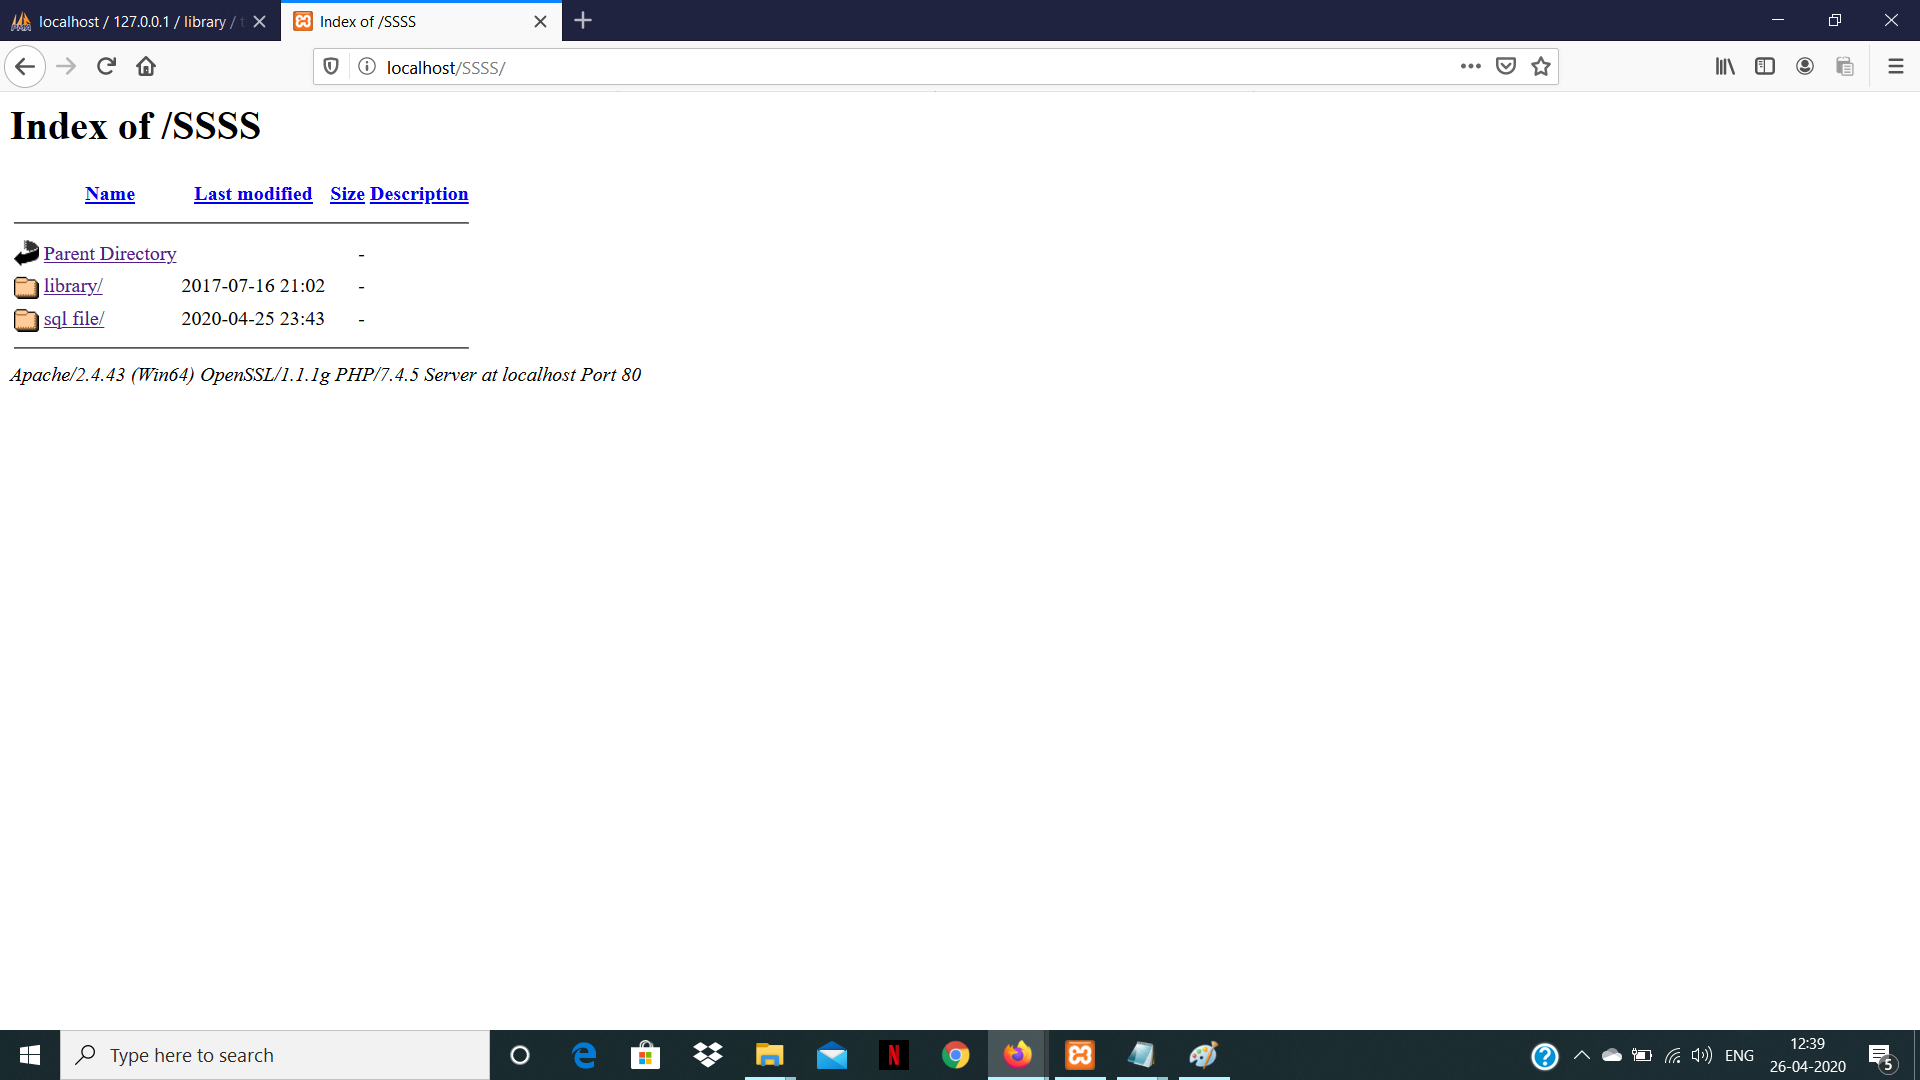 localhost / 127.0.0.1 / library /
Index of /SSSS
localhost/SSSS/
Index of /SSSS
Name Last modified Size Description
Parent Directory -
library/ 2017-07-16 21:02 -
sql file/ 2020-04-25 23:43 -
Apache/2.4.43 (Win64) OpenSSL/1.1.1g PHP/7.4.5 Server at localhost Port 80
Type here to search
ENG
12:39
26-04-2020
5